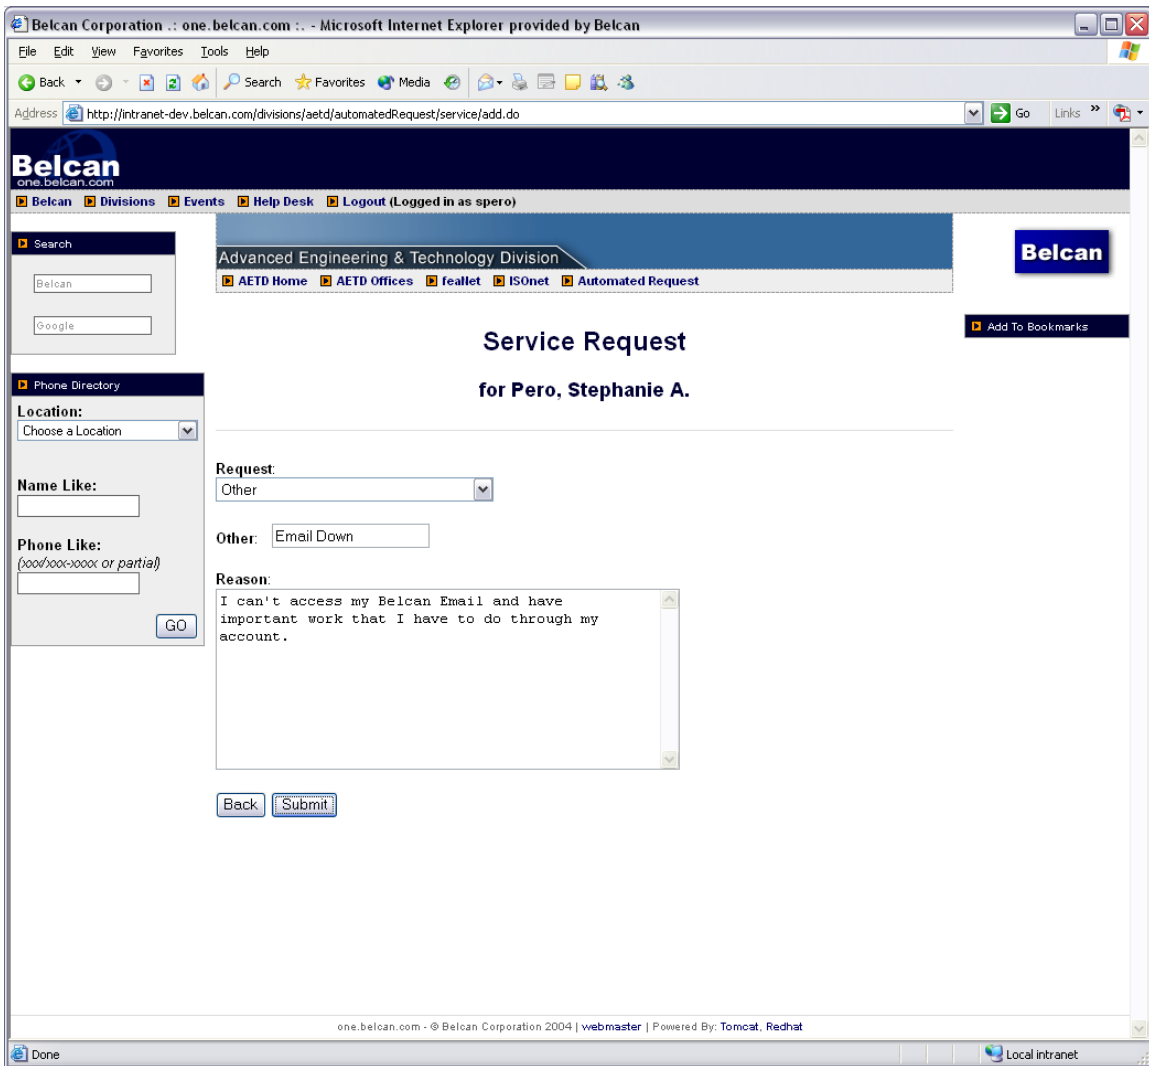 Belcan Corporation .: one.belcan.com :. - Microsoft Internet Explorer provided by Belcan
File Edit View Favorites Tools Help
Back Search Favorites Media
Address http://intranet-dev.belcan.com/divisions/aetd/automatedRequest/service/add.do Go Links »
Belcan
one.belcan.com
Belcan Divisions Events Help Desk Logout (Logged in as spero)
Search
Belcan
Google
Phone Directory
Location:
Choose a Location
Name Like:
Phone Like:
(xxx/xxx-xxxx or partial)
GO
Advanced Engineering & Technology Division
AETD Home AETD Offices feallet ISOnet Automated Request
Service Request
for Pero, Stephanie A.
Request:
Other
Other: Email Down
Reason:
I can't access my Belcan Email and have
important work that I have to do through my
account.
Back Submit
Belcan
Add To Bookmarks
one.belcan.com - © Belcan Corporation 2004 | webmaster | Powered By: Tomcat, Redhat
Done Local intranet